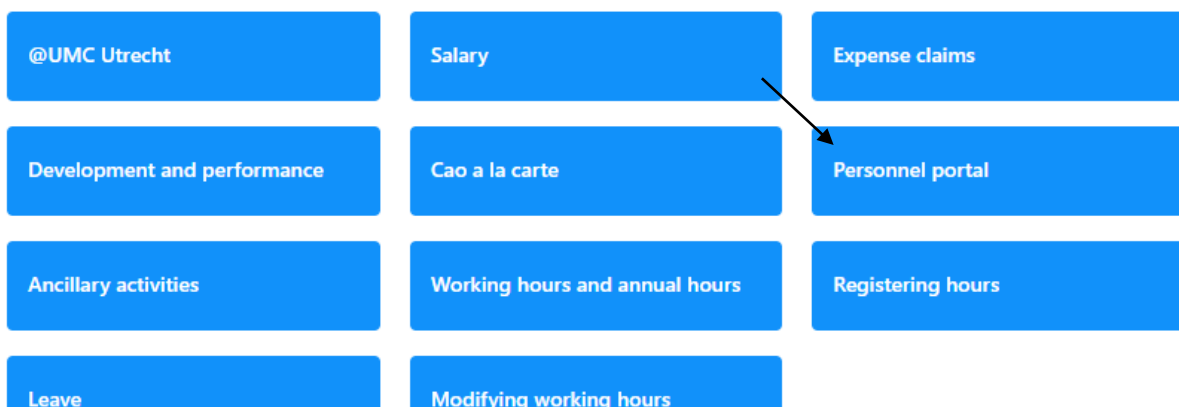 @UMC Utrecht
Salary
Expense claims
Development and performance
Cao a la carte
Personnel portal
Ancillary activities
Working hours and annual hours
Registering hours
Leave
Modifying working hours